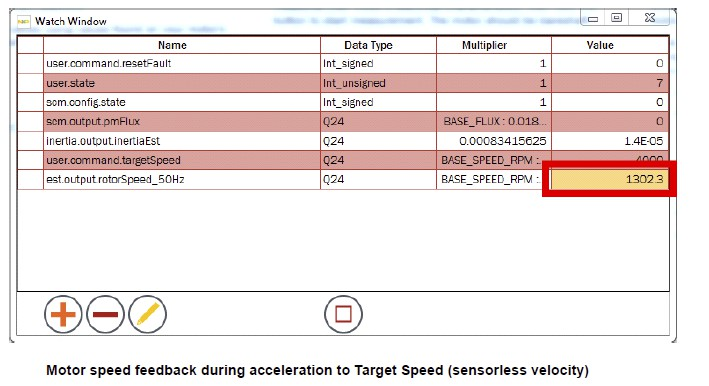 Watch Window
Name Data Type Multiplier Value
user.command.resetFault Int_signed 1 0
user.state Int_unsigned 1 7
som.config.state Int_signed 1 0
sem.output.pmFlux Q24 BASE_FLUX : 0.018... 0
inertia.output.inertiaEst Q24 0.00083415625 1.4E-05
user.command.targetSpeed Q24 BASE_SPEED_RPM :.. 4000
est.output.rotorSpeed_50Hz Q24 BASE_SPEED_RPM :.. 1302.3
Motor speed feedback during acceleration to Target Speed (sensorless velocity)